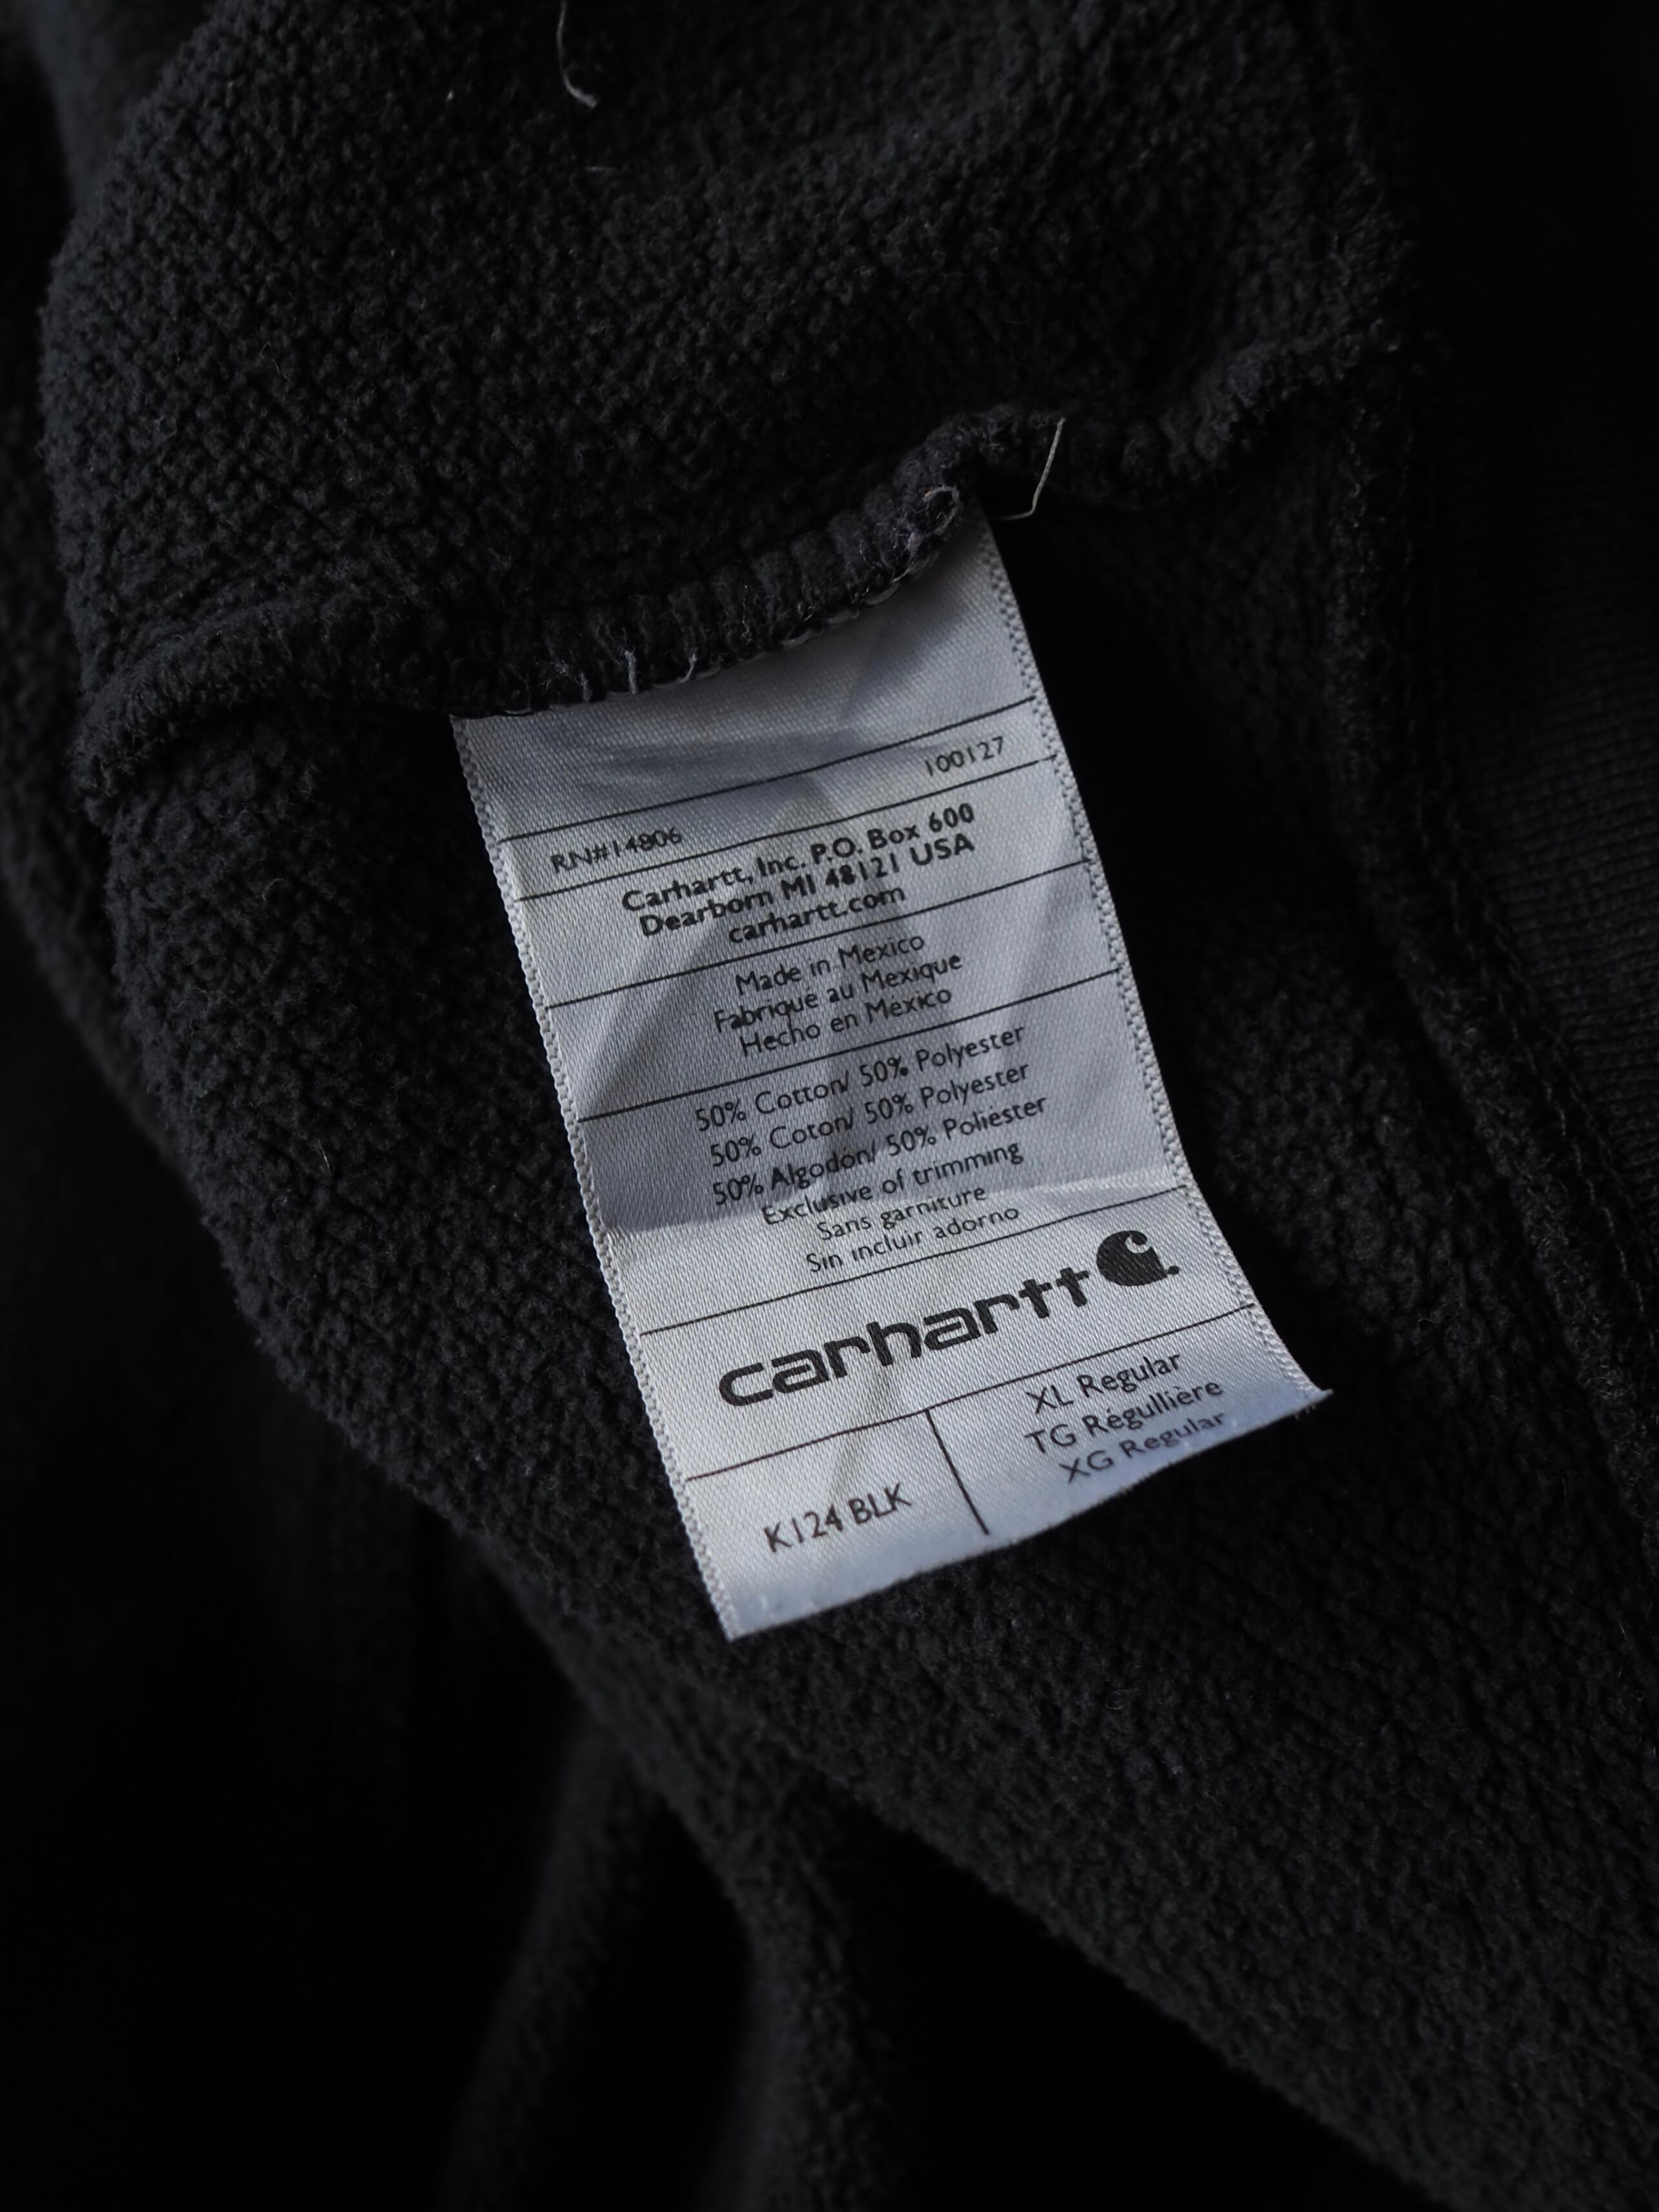 RN#14806 100127
Carhartt, Inc. P.O. Box 600
Dearborn MI 48121 USA
carhartt.com
Made in Mexico
Fabriqué au Mexique
Hecho en Mexico
50% Cotton/ 50% Polyester
50% Coton/ 50% Polyester
50% Algodón/ 50% Poliéster
Exclusive of trimming
Sans garniture
Sin incluir adorno
carhartt
K124 BLK
XL Regular
TG Régullière
XG Regular